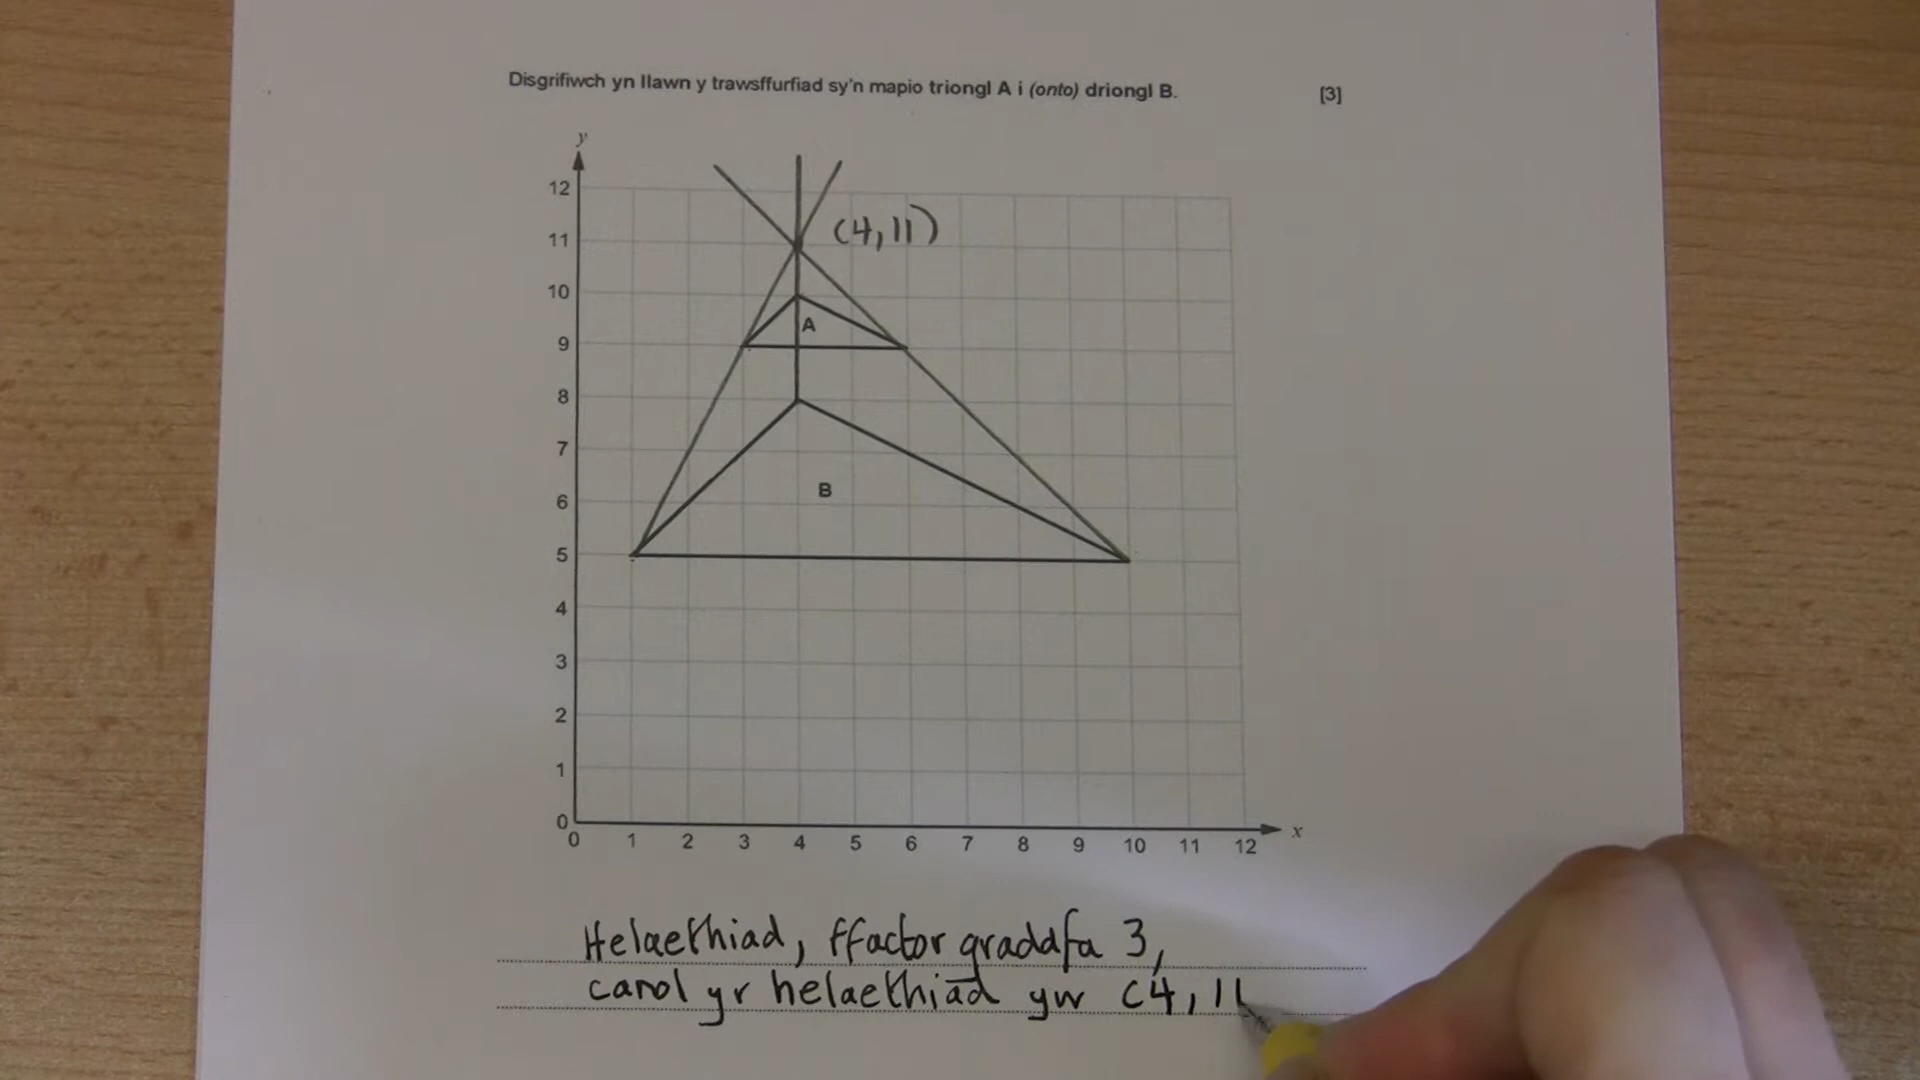 Disgrifiwch yn llawn y trawsffurfiad sy'n mapio triongl A i (onto) driongl B. [3]
y
12
(4,11)
11
10
A
9
8
7
B
6
5
4
3
2
1
0
x
0 1 2 3 4 5 6 7 8 9 10 11 12
Helaethiad, ffactor graddfa 3,
canol yr helaethiad yw (4,11